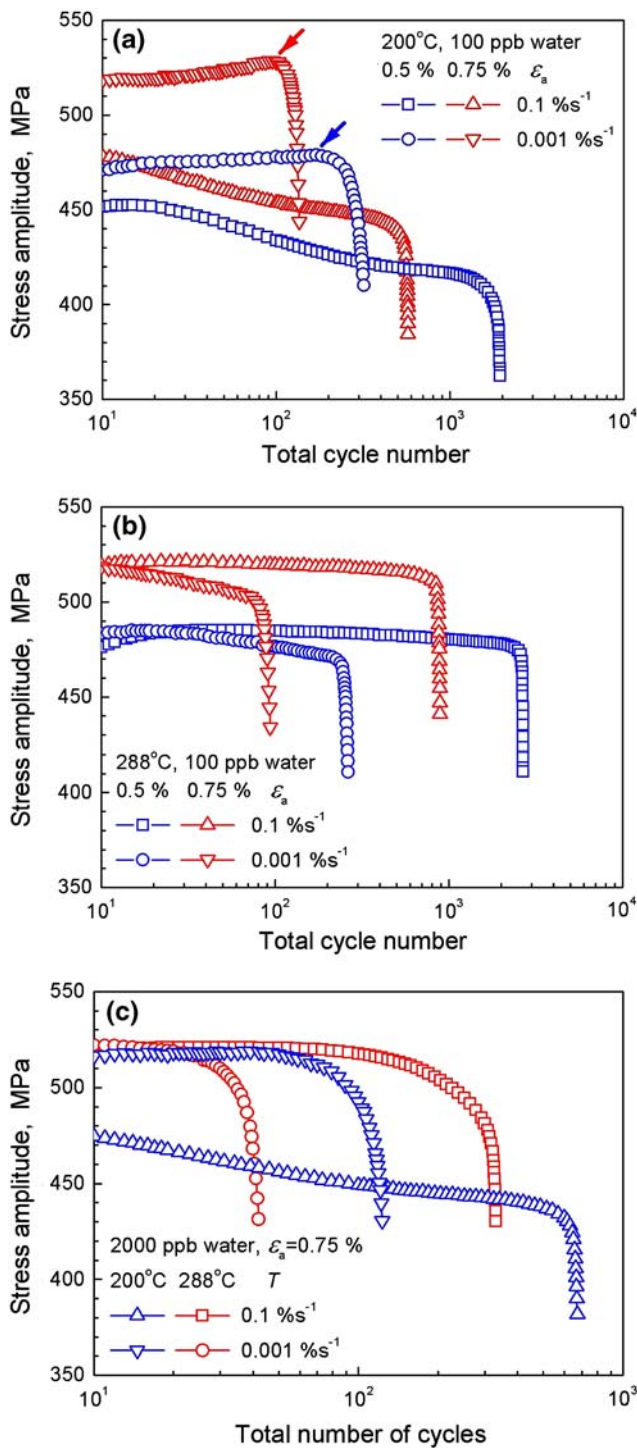 (a)
200°C, 100 ppb water
0.5 % 0.75 % εa
0.1 %s-1
0.001 %s-1
550
500
450
400
350
Stress amplitude, MPa
10¹ 10² 10³ 10⁴
Total cycle number
(b)
550
500
450
400
350
Stress amplitude, MPa
288°C, 100 ppb water
0.5 % 0.75 % εa
0.1 %s-1
0.001 %s-1
10¹ 10² 10³ 10⁴
Total cycle number
(c)
550
500
450
400
350
Stress amplitude, MPa
2000 ppb water, εa=0.75 %
200°C 288°C T
0.1 %s-1
0.001 %s-1
10¹ 10² 10³
Total number of cycles